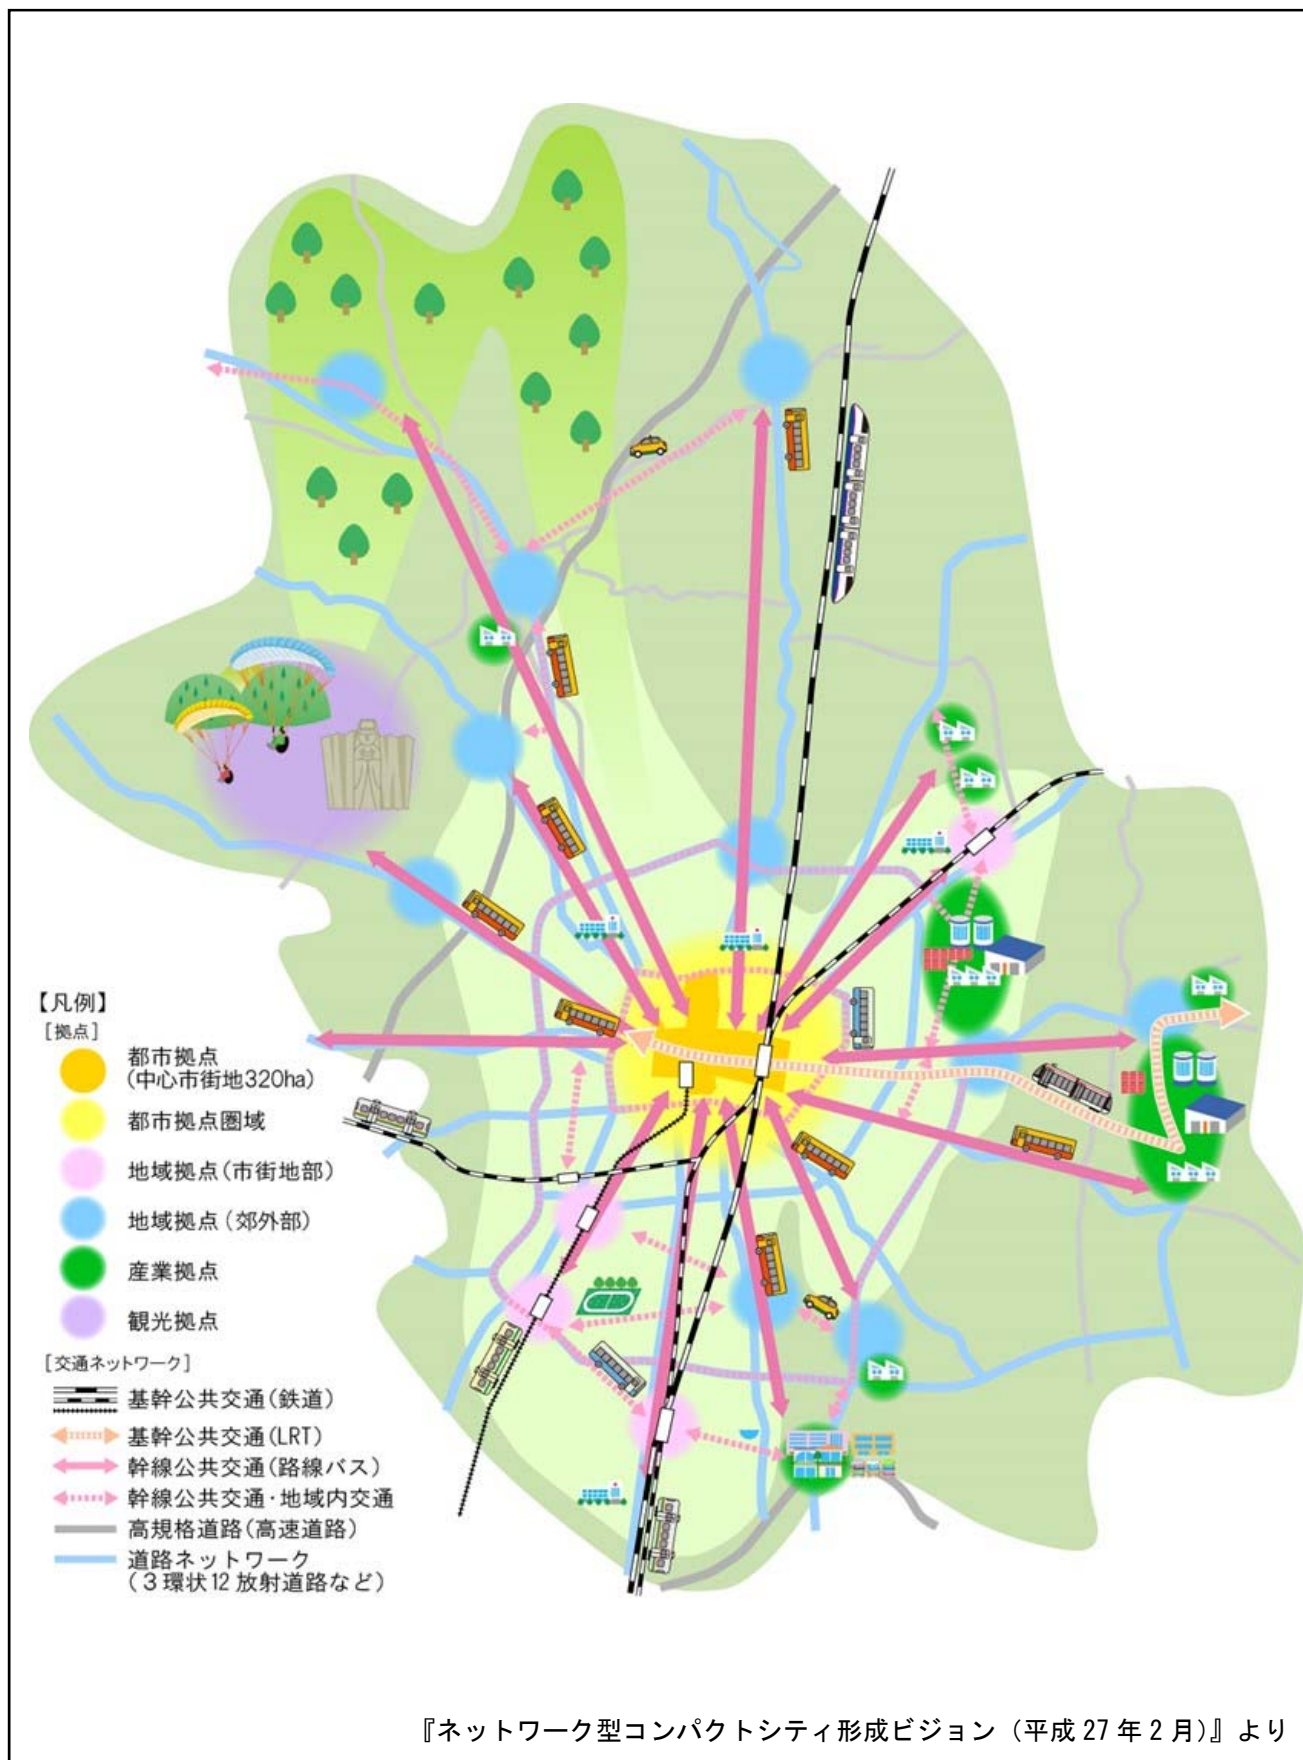 【凡例】
[拠点]
都市拠点
(中心市街地320ha)
都市拠点圏域
地域拠点(市街地部)
地域拠点(郊外部)
産業拠点
観光拠点
[交通ネットワーク]
基幹公共交通(鉄道)
基幹公共交通(LRT)
幹線公共交通(路線バス)
幹線公共交通・地域内交通
高規格道路(高速道路)
道路ネットワーク
(3環状12放射道路など)
『ネットワーク型コンパクトシティ形成ビジョン(平成27年2月)』より